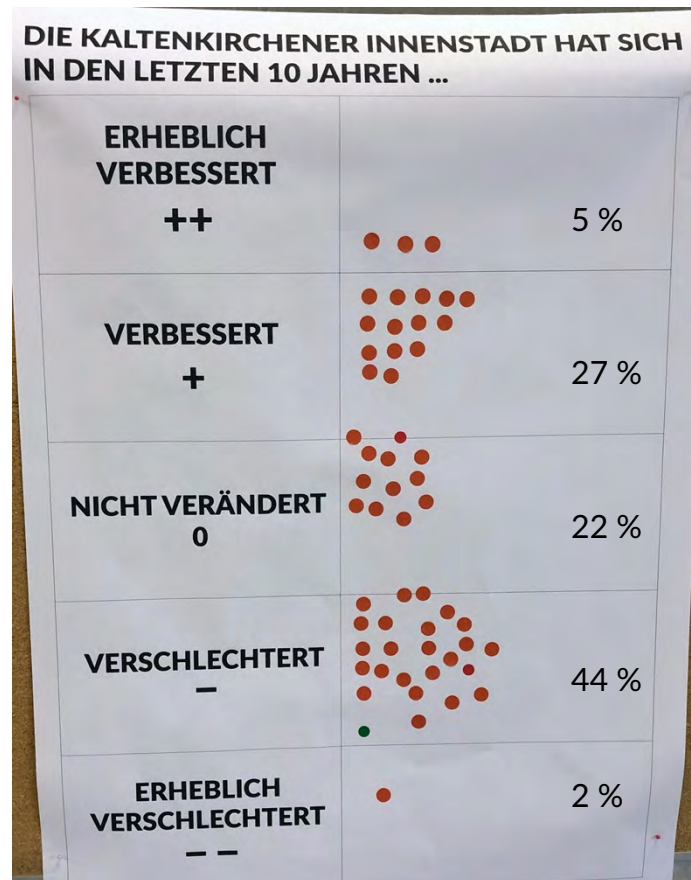 DIE KALTENKIRCHENER INNENSTADT HAT SICH
IN DEN LETZTEN 10 JAHREN ...
ERHEBLICH
VERBESSERT
++
5 %
VERBESSERT
+
27 %
NICHT VERÄNDERT
0
22 %
VERSCHLECHTERT
–
44 %
ERHEBLICH
VERSCHLECHTERT
– –
2 %